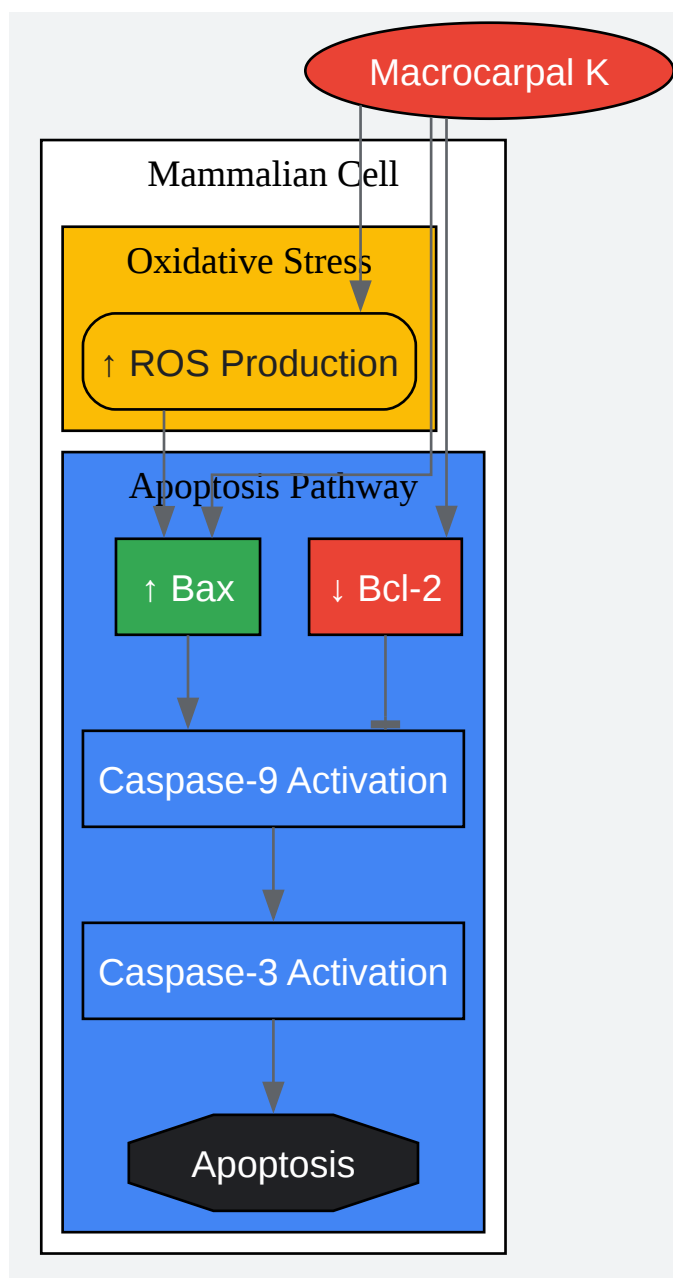 Macrocarpal K
Mammalian Cell
Oxidative Stress
↑ ROS Production
Apoptosis Pathway
↑ Bax
↓ Bcl-2
Caspase-9 Activation
Caspase-3 Activation
Apoptosis